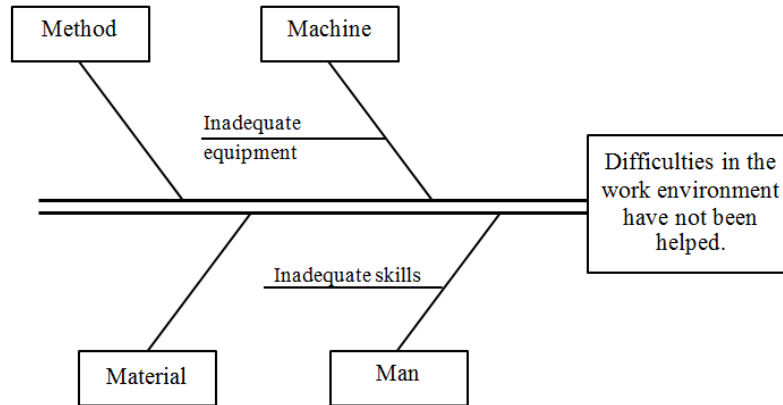 Method
Machine
Inadequate
equipment
Difficulties in the
work environment
have not been
helped.
Inadequate skills
Material
Man